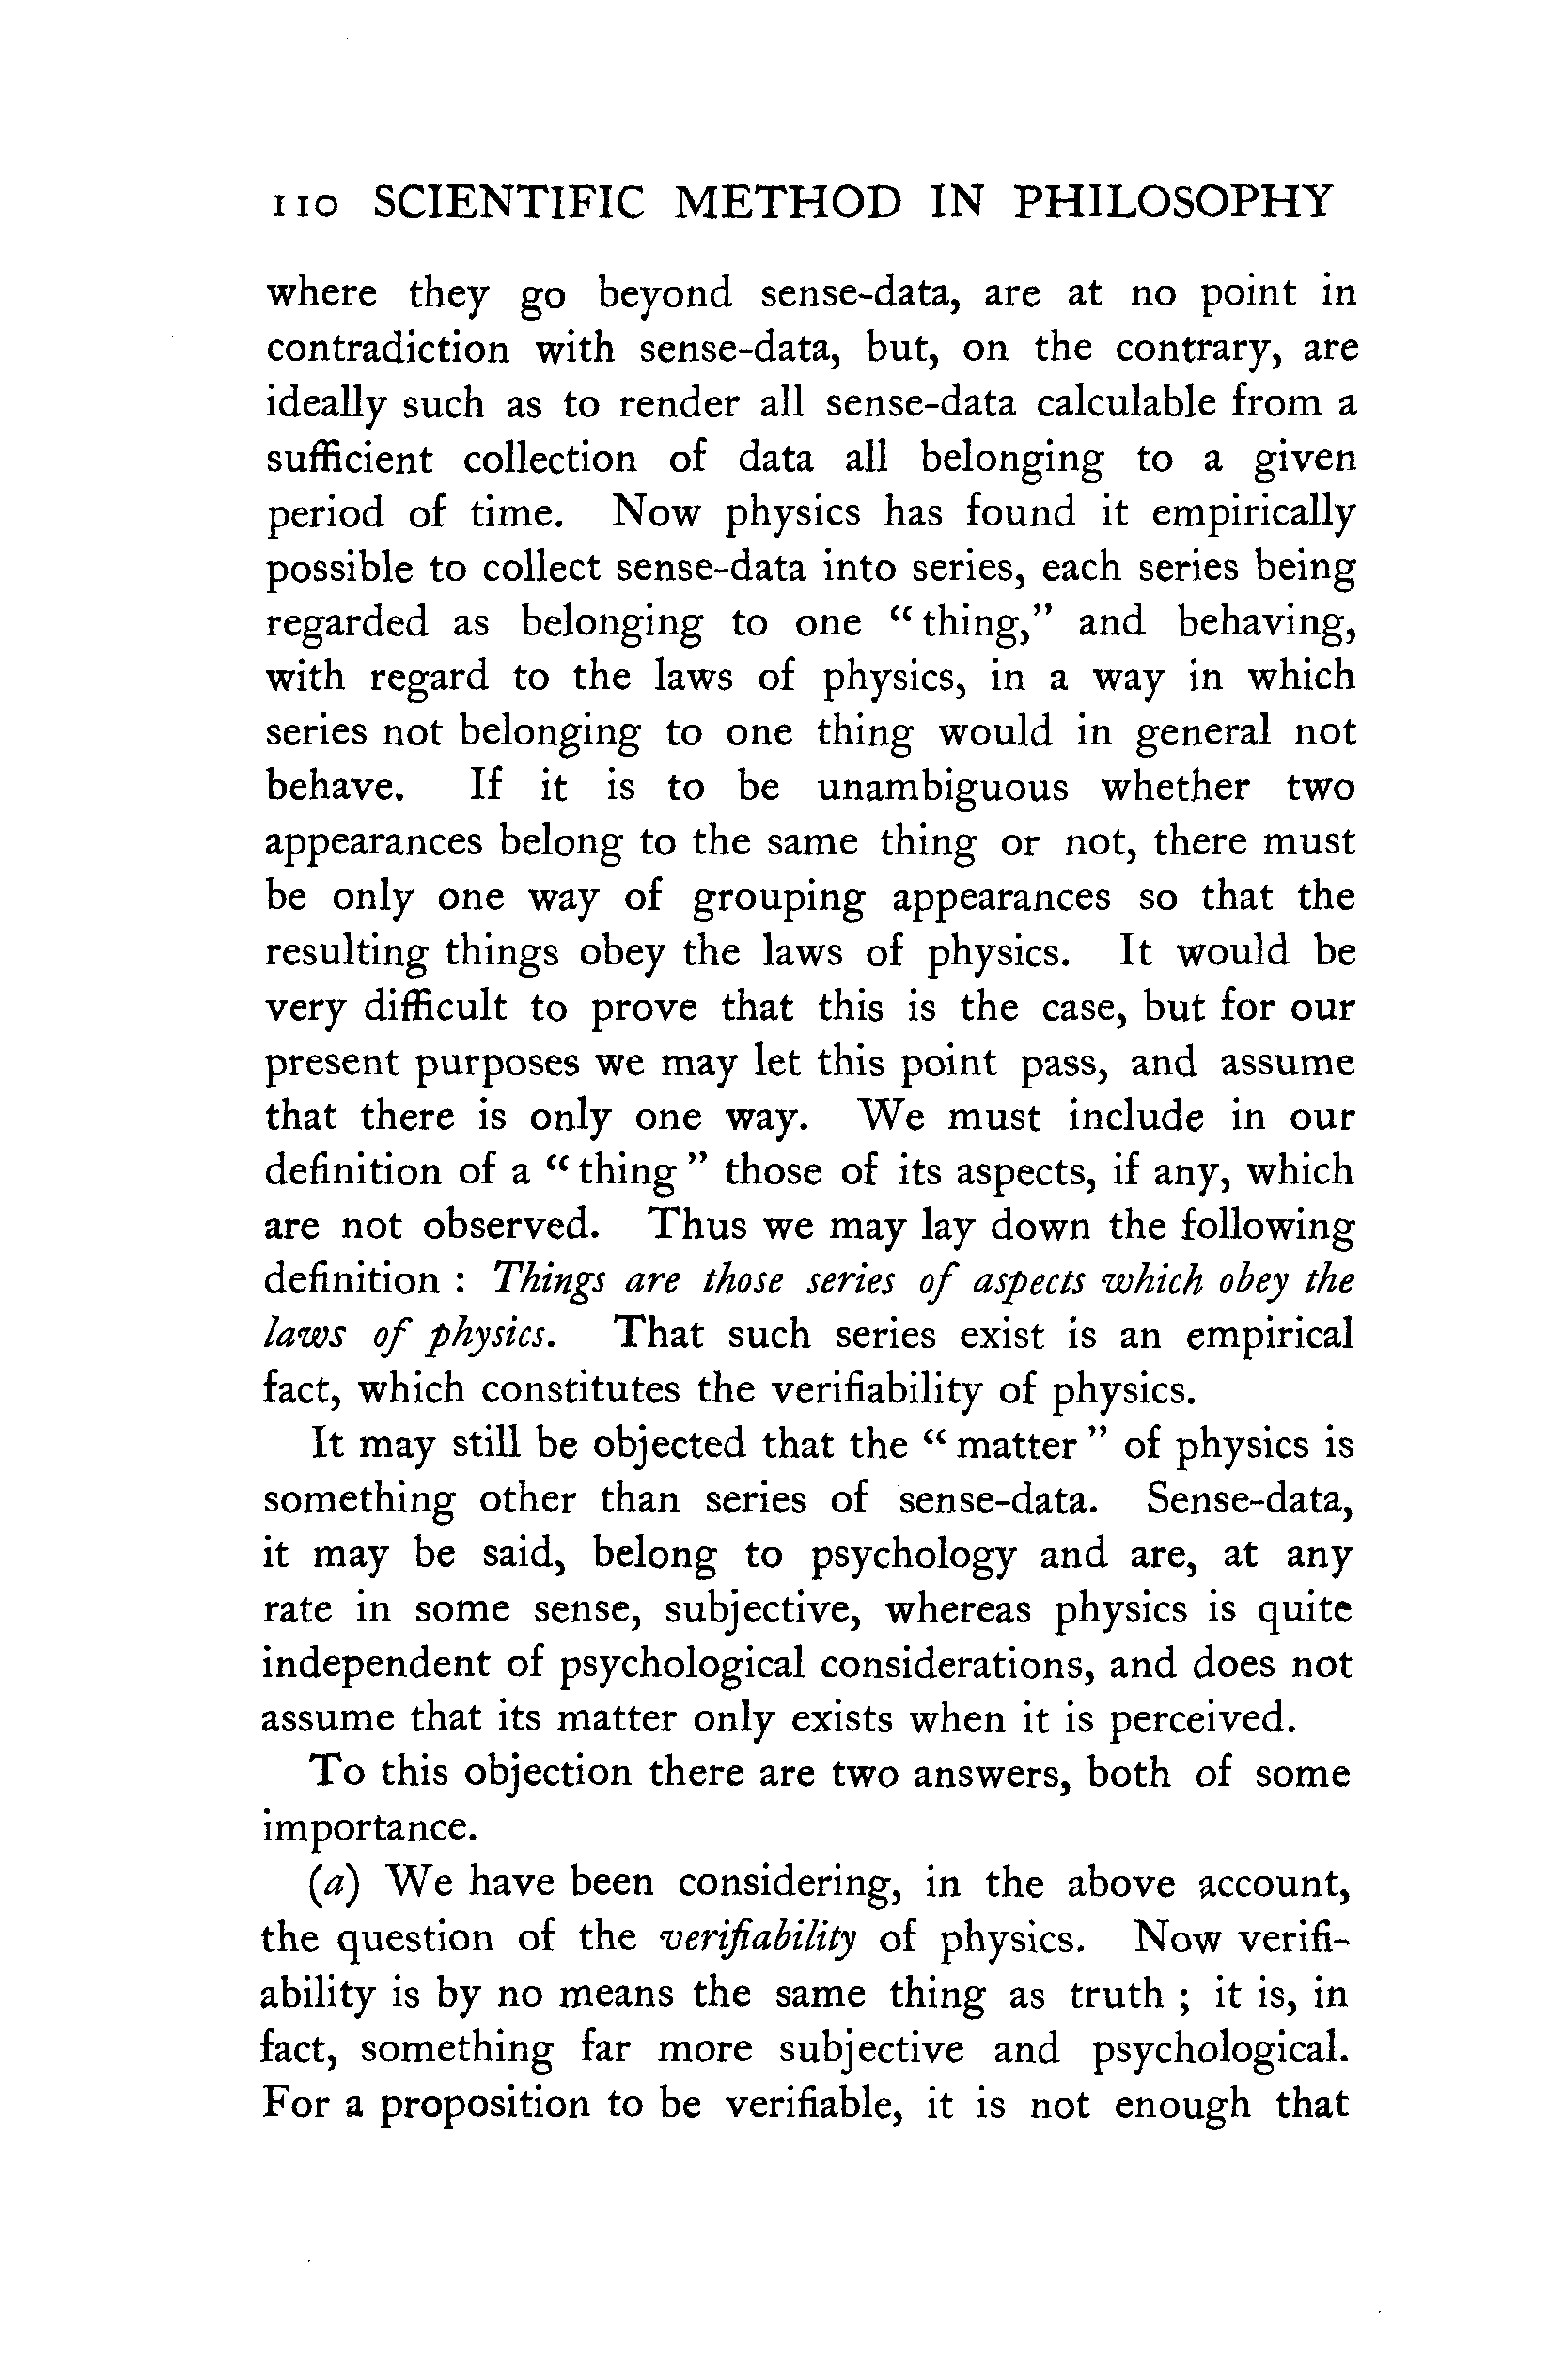 110 SCIENTIFIC METHOD IN PHILOSOPHY
where they go beyond sense-data, are at no point in
contradiction with sense-data, but, on the contrary, are
ideally such as to render all sense-data calculable from a
sufficient collection of data all belonging to a given
period of time. Now physics has found it empirically
possible to collect sense-data into series, each series being
regarded as belonging to one “ thing,” and behaving,
with regard to the laws of physics, in a way in which
series not belonging to one thing would in general not
behave. If it is to be unambiguous whether two
appearances belong to the same thing or not, there must
be only one way of grouping appearances so that the
resulting things obey the laws of physics. It would be
very difficult to prove that this is the case, but for our
present purposes we may let this point pass, and assume
that there is only one way. We must include in our
definition of a “ thing ” those of its aspects, if any, which
are not observed. Thus we may lay down the following
definition : Things are those series of aspects which obey the
laws of physics. That such series exist is an empirical
fact, which constitutes the verifiability of physics.
It may still be objected that the “ matter ” of physics is
something other than series of sense-data. Sense-data,
it may be said, belong to psychology and are, at any
rate in some sense, subjective, whereas physics is quite
independent of psychological considerations, and does not
assume that its matter only exists when it is perceived.
To this objection there are two answers, both of some
importance.
(a) We have been considering, in the above account,
the question of the verifiability of physics. Now verifi-
ability is by no means the same thing as truth ; it is, in
fact, something far more subjective and psychological.
For a proposition to be verifiable, it is not enough that